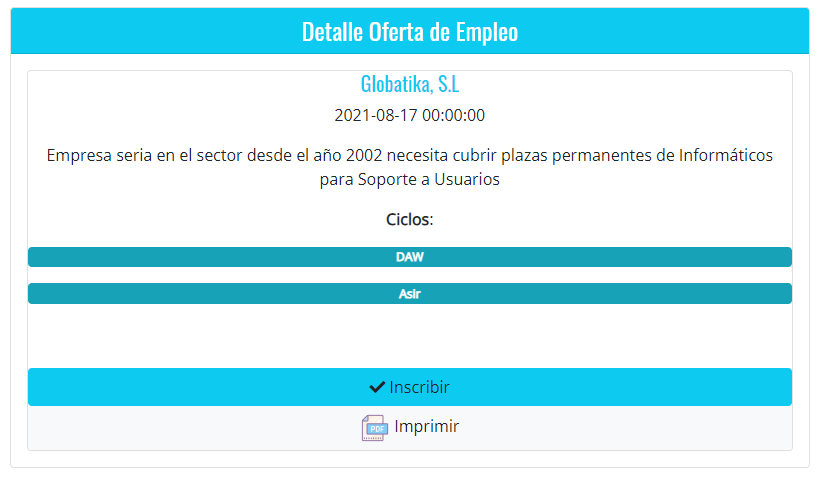 Detalle Oferta de Empleo
Globatika, S.L
2021-08-17 00:00:00
Empresa seria en el sector desde el año 2002 necesita cubrir plazas permanentes de Informáticos
para Soporte a Usuarios
Ciclos:
DAW
Asir
Inscribir
PDF Imprimir